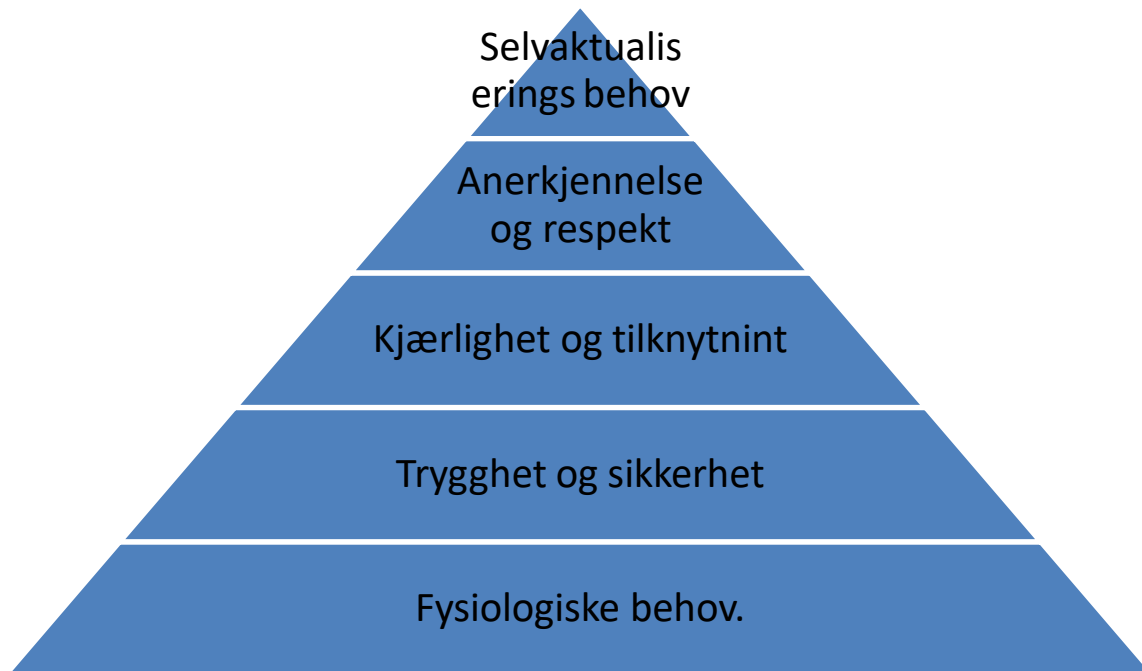 Selvaktualis
erings behov
Anerkjennelse
og respekt
Kjærlighet og tilknytnint
Trygghet og sikkerhet
Fysiologiske behov.